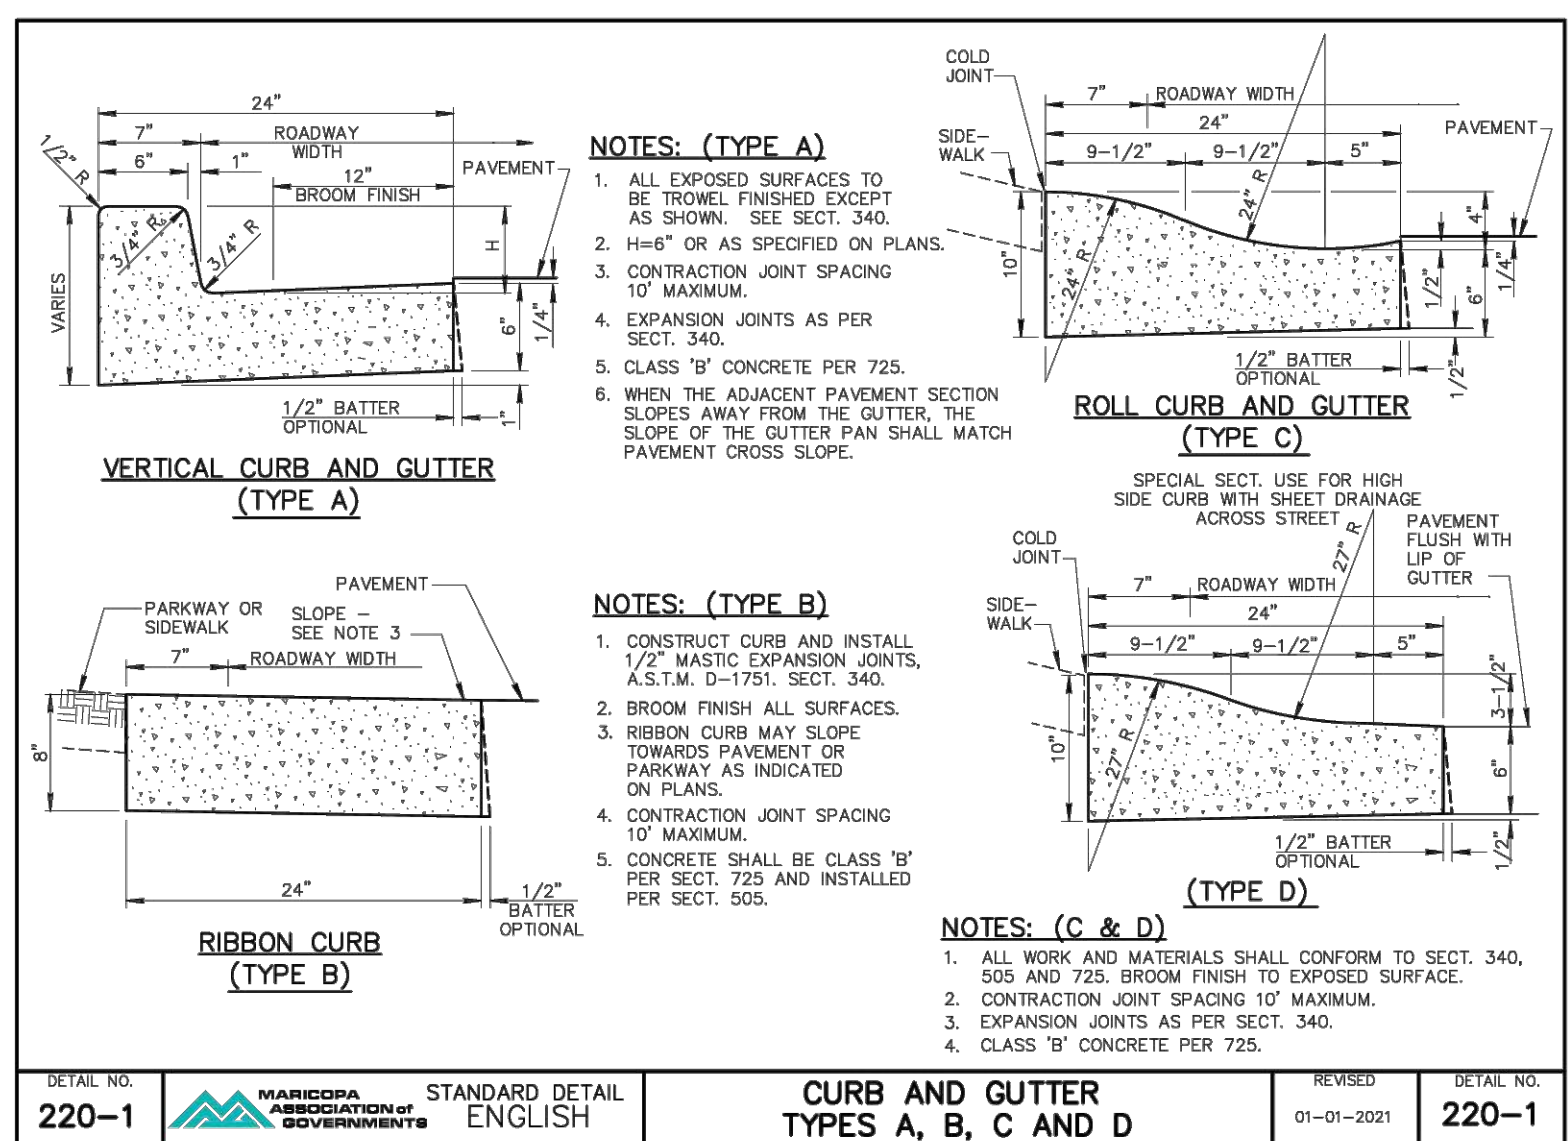 24"
7"
ROADWAY
WIDTH
1/2" R
6"
1"
12"
BROOM FINISH
PAVEMENT
3/4" R
3/4" R
H
VARIES
6"
1/4"
1/2" BATTER
OPTIONAL
1"
VERTICAL CURB AND GUTTER
(TYPE A)
NOTES: (TYPE A)
1. ALL EXPOSED SURFACES TO
BE TROWEL FINISHED EXCEPT
AS SHOWN. SEE SECT. 340.
2. H=6" OR AS SPECIFIED ON PLANS.
3. CONTRACTION JOINT SPACING
10' MAXIMUM.
4. EXPANSION JOINTS AS PER
SECT. 340.
5. CLASS 'B' CONCRETE PER 725.
6. WHEN THE ADJACENT PAVEMENT SECTION
SLOPES AWAY FROM THE GUTTER, THE
SLOPE OF THE GUTTER PAN SHALL MATCH
PAVEMENT CROSS SLOPE.
COLD
JOINT
7"
ROADWAY WIDTH
24"
SIDE-
WALK
9-1/2"
9-1/2"
5"
PAVEMENT
24" R
24" R
10"
4"
1/2"
6"
1/4"
1/2" BATTER
OPTIONAL
1/2"
ROLL CURB AND GUTTER
(TYPE C)
PARKWAY OR
SIDEWALK
PAVEMENT
SLOPE -
SEE NOTE 3
7"
ROADWAY WIDTH
8"
24"
1/2"
BATTER
OPTIONAL
RIBBON CURB
(TYPE B)
NOTES: (TYPE B)
1. CONSTRUCT CURB AND INSTALL
1/2" MASTIC EXPANSION JOINTS,
A.S.T.M. D-1751. SECT. 340.
2. BROOM FINISH ALL SURFACES.
3. RIBBON CURB MAY SLOPE
TOWARDS PAVEMENT OR
PARKWAY AS INDICATED
ON PLANS.
4. CONTRACTION JOINT SPACING
10' MAXIMUM.
5. CONCRETE SHALL BE CLASS 'B'
PER SECT. 725 AND INSTALLED
PER SECT. 505.
SPECIAL SECT. USE FOR HIGH
SIDE CURB WITH SHEET DRAINAGE
ACROSS STREET
COLD
JOINT
27" R
PAVEMENT
FLUSH WITH
LIP OF
GUTTER
7"
ROADWAY WIDTH
SIDE-
WALK
24"
9-1/2"
9-1/2"
5"
3-1/2"
10"
27" R
6"
1/2" BATTER
OPTIONAL
1/2"
(TYPE D)
NOTES: (C & D)
1. ALL WORK AND MATERIALS SHALL CONFORM TO SECT. 340,
505 AND 725. BROOM FINISH TO EXPOSED SURFACE.
2. CONTRACTION JOINT SPACING 10' MAXIMUM.
3. EXPANSION JOINTS AS PER SECT. 340.
4. CLASS 'B' CONCRETE PER 725.
DETAIL NO.
220-1
MARICOPA
ASSOCIATION of
GOVERNMENTS
STANDARD DETAIL
ENGLISH
CURB AND GUTTER
TYPES A, B, C AND D
REVISED
01-01-2021
DETAIL NO.
220-1